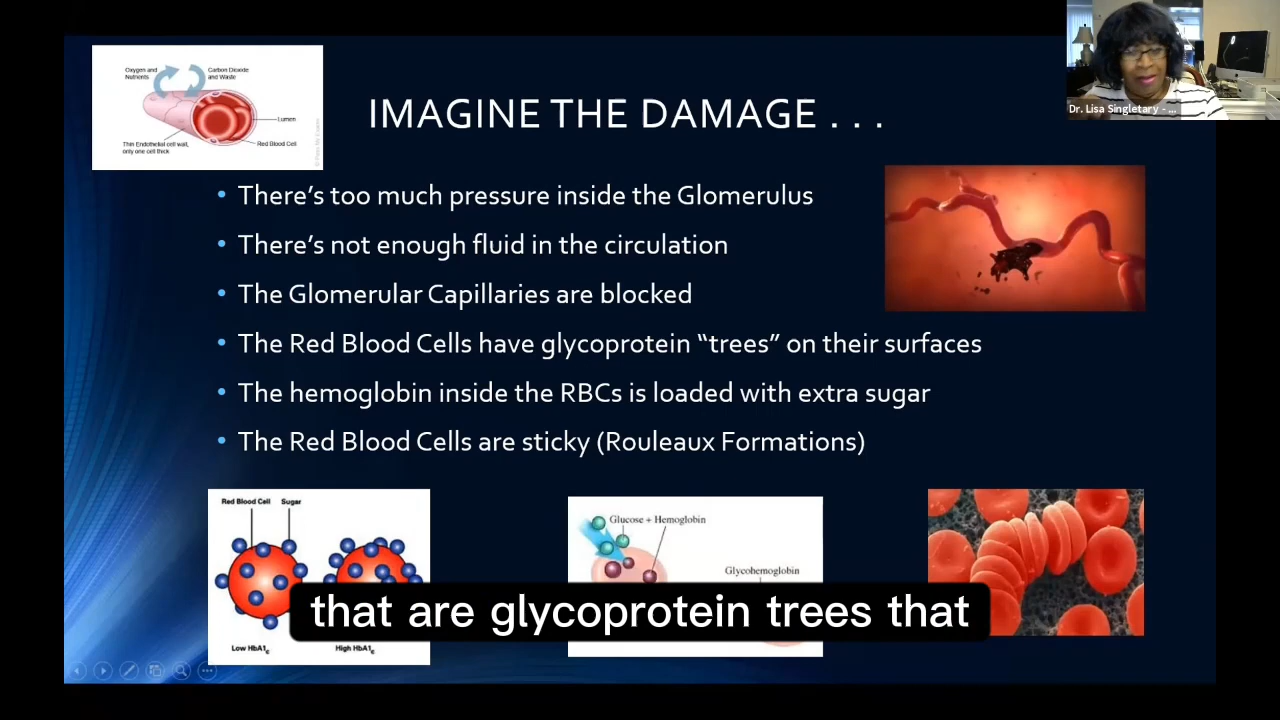 Oxygen and
Nutrients
Carbon Dioxide
and Waste
Lumen
Thin Endothelial cell wall,
only one cell thick
Red Blood Cell
IMAGINE THE DAMAGE . . .
Dr. Lisa Singletary - ...
• There’s too much pressure inside the Glomerulus
• There’s not enough fluid in the circulation
• The Glomerular Capillaries are blocked
• The Red Blood Cells have glycoprotein “trees” on their surfaces
• The hemoglobin inside the RBCs is loaded with extra sugar
• The Red Blood Cells are sticky (Rouleaux Formations)
Red Blood Cell Sugar
Low HbA1c
High HbA1c
Glucose + Hemoglobin
Glycohemoglobin
that are glycoprotein trees that